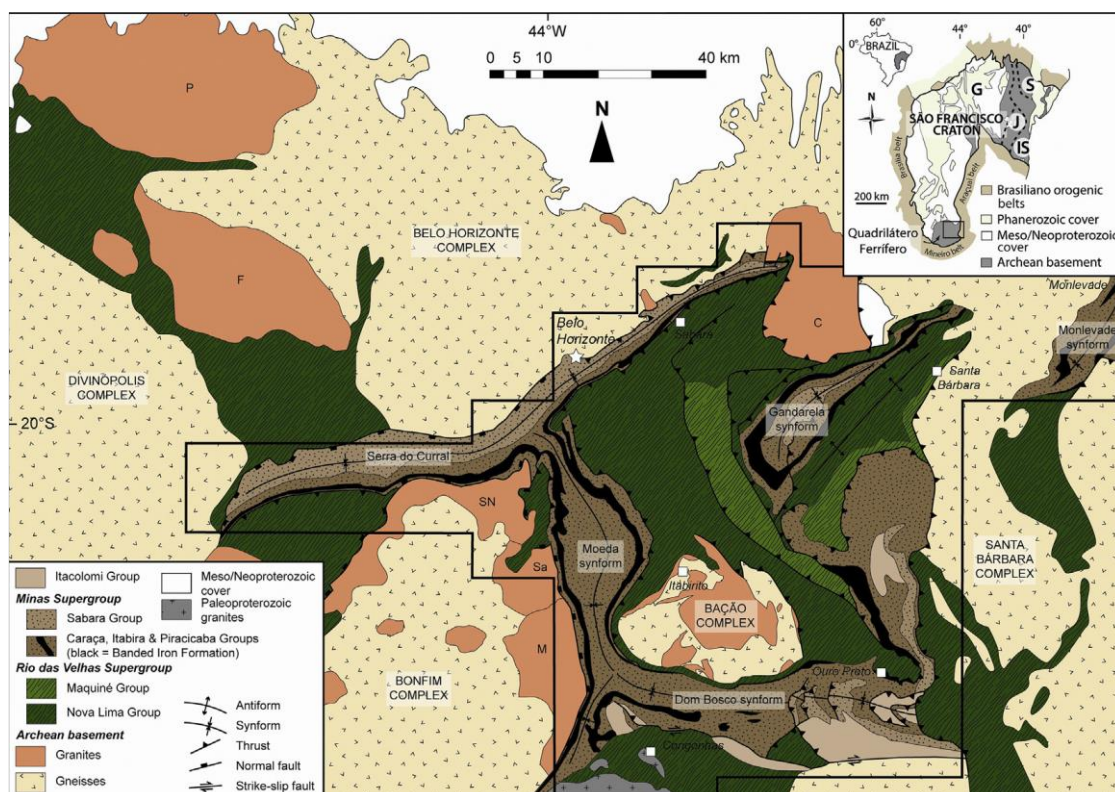 44°W
0 5 10
40 km
N
P
F
BELO HORIZONTE
COMPLEX
DIVINÓPOLIS
COMPLEX
Belo
Horizonte
Sabara
C
20°S
Serra do Curral
SN
Sa
M
Moeda
synform
Gandarela
synform
Santa
Bárbara
Monlevade
Monlevade
synform
Itabirito
BAÇÃO
COMPLEX
SANTA
BÁRBARA
COMPLEX
BONFIM
COMPLEX
Ouro Preto
Dom Bosco synform
Congonhas
60°
BRAZIL
0°
44°
40°
N
G
S
J
IS
SÃO FRANCISCO
CRATON
Brasília belt
Araçuaí belt
Mineiro belt
200 km
Quadrilátero
Ferrífero
Brasiliano orogenic
belts
Phanerozoic cover
Meso/Neoproterozoic
cover
Archean basement
Itacolomi Group
Meso/Neoproterozoic
cover
Minas Supergroup
Paleoproterozoic
granites
Sabara Group
Caraça, Itabira & Piracicaba Groups
(black = Banded Iron Formation)
Rio das Velhas Supergroup
Maquiné Group
Nova Lima Group
Archean basement
Granites
Gneisses
Antiform
Synform
Thrust
Normal fault
Strike-slip fault